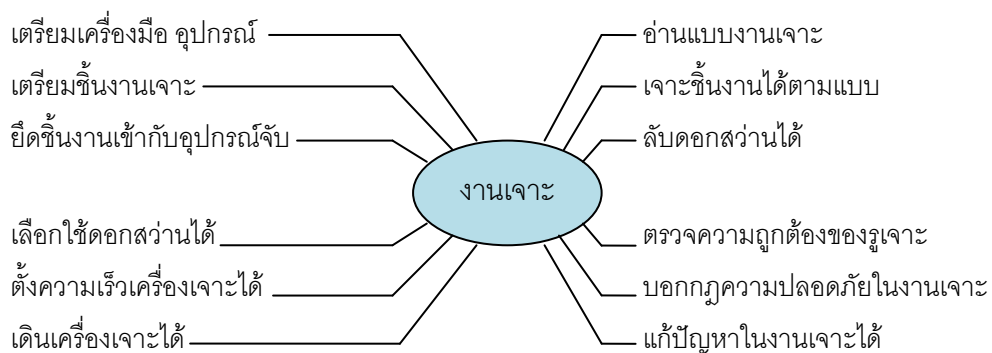 เตรียมเครื่องมือ อุปกรณ์
เตรียมชิ้นงานเจาะ
ยึดชิ้นงานเข้ากับอุปกรณ์จับ
เลือกใช้ดอกสว่านได้
ตั้งความเร็วเครื่องเจาะได้
เดินเครื่องเจาะได้
งานเจาะ
อ่านแบบงานเจาะ
เจาะชิ้นงานได้ตามแบบ
ลับดอกสว่านได้
ตรวจความถูกต้องของรูเจาะ
บอกกฎความปลอดภัยในงานเจาะ
แก้ปัญหาในงานเจาะได้